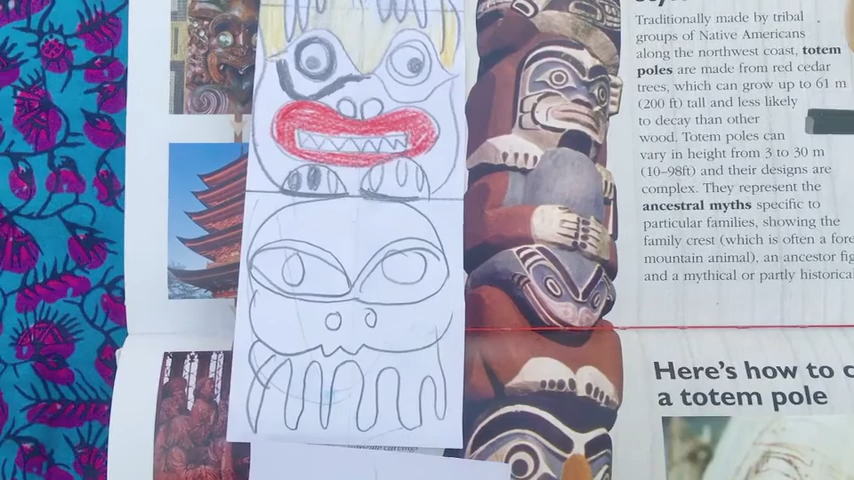 Traditionally made by tribal
groups of Native Americans
along the northwest coast, totem
poles are made from red cedar
trees, which can grow up to 61 m
(200 ft) tall and less likely
to decay than other
wood. Totem poles can
vary in height from 3 to 30 m
(10–98ft) and their designs are
complex. They represent the
ancestral myths specific to
particular families, showing the
family crest (which is often a fore
mountain animal), an ancestor fig
and a mythical or partly historica
Here's how to c
a totem pole